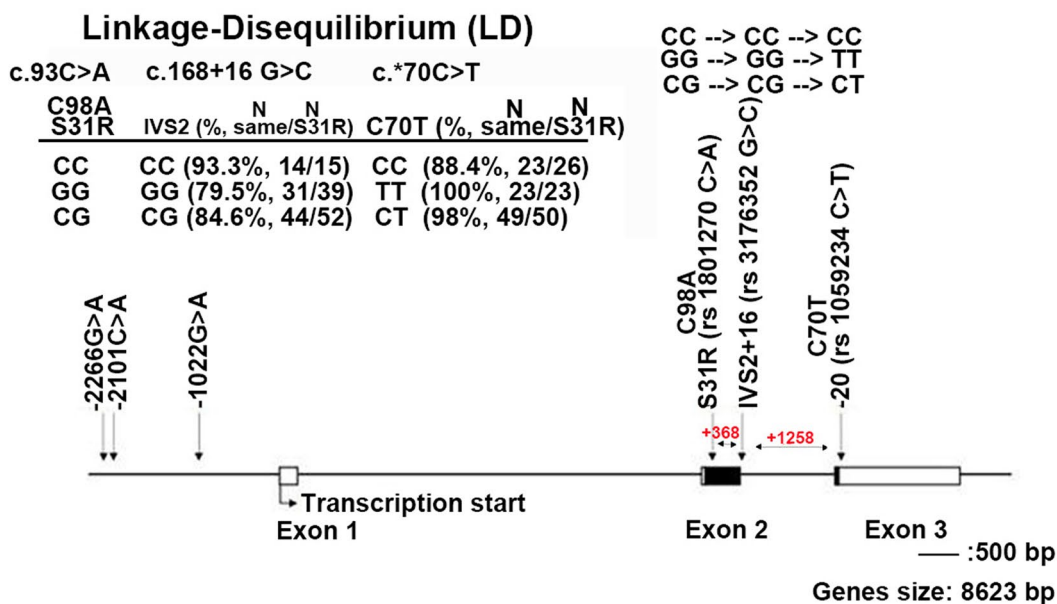 Linkage-Disequilibrium (LD)
c.93C>A c.168+16 G>C c.*70C>T
C98A N N N N
S31R IVS2 (%, same/S31R) C70T (%, same/S31R)
CC CC (93.3%, 14/15) CC (88.4%, 23/26)
GG GG (79.5%, 31/39) TT (100%, 23/23)
CG CG (84.6%, 44/52) CT (98%, 49/50)
CC --> CC --> CC
GG --> GG --> TT
CG --> CG --> CT
-2266G>A
-2101C>A
-1022G>A
C98A
S31R (rs 1801270 C>A)
IVS2+16 (rs 3176352 G>C)
C70T
-20 (rs 1059234 C>T)
+368
+1258
Transcription start
Exon 1
Exon 2
Exon 3
:500 bp
Genes size: 8623 bp